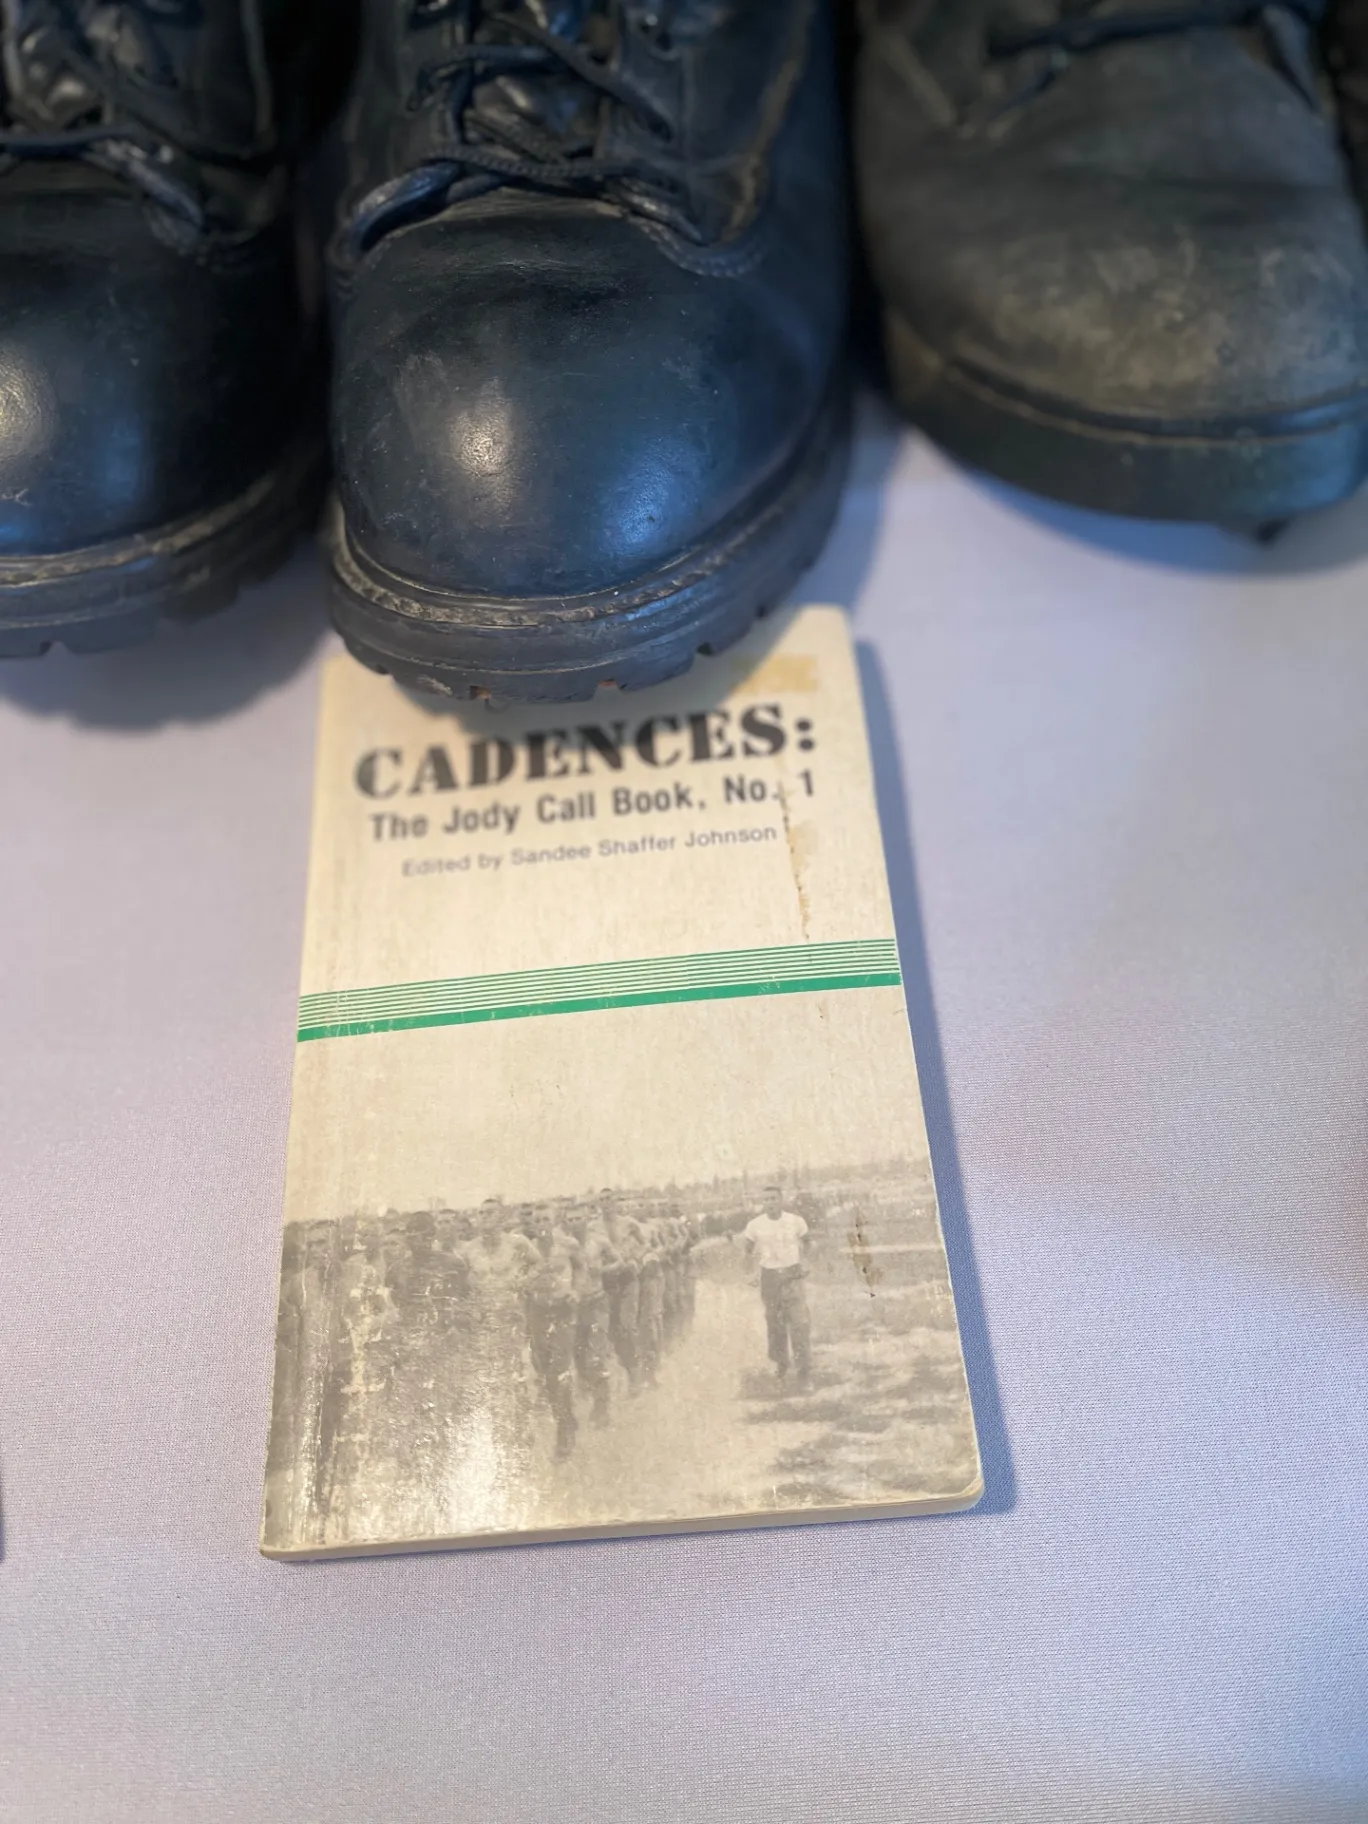 CADENCES:
The Jody Call Book, No. 1
Edited by Sandee Shaffer Johnson